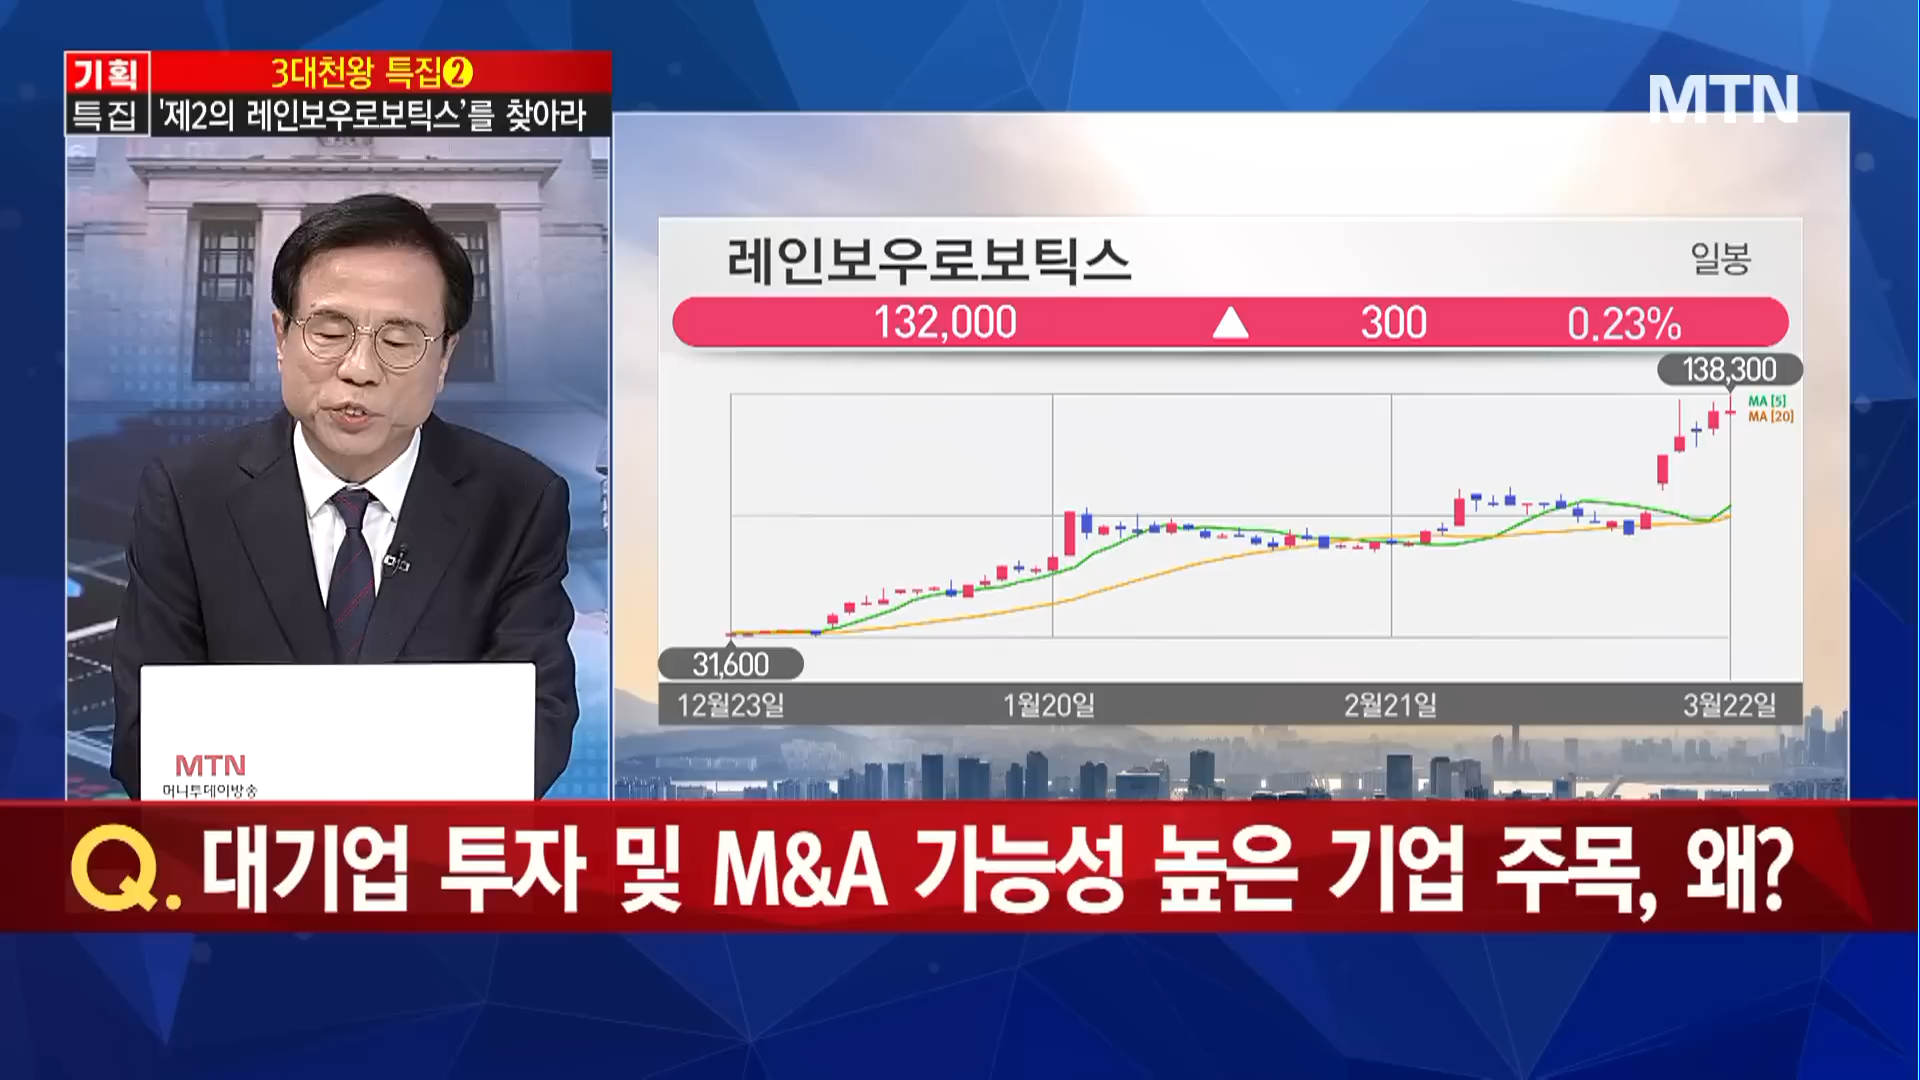 기획
특집
3대천왕 특집❷
'제2의 레인보우로보틱스'를 찾아라
MTN
레인보우로보틱스
일봉
132,000 ▲ 300 0.23%
138,300
MA [5]
MA [20]
31,600
12월23일 1월20일 2월21일 3월22일
MTN
머니투데이방송
Q. 대기업 투자 및 M&A 가능성 높은 기업 주목, 왜?